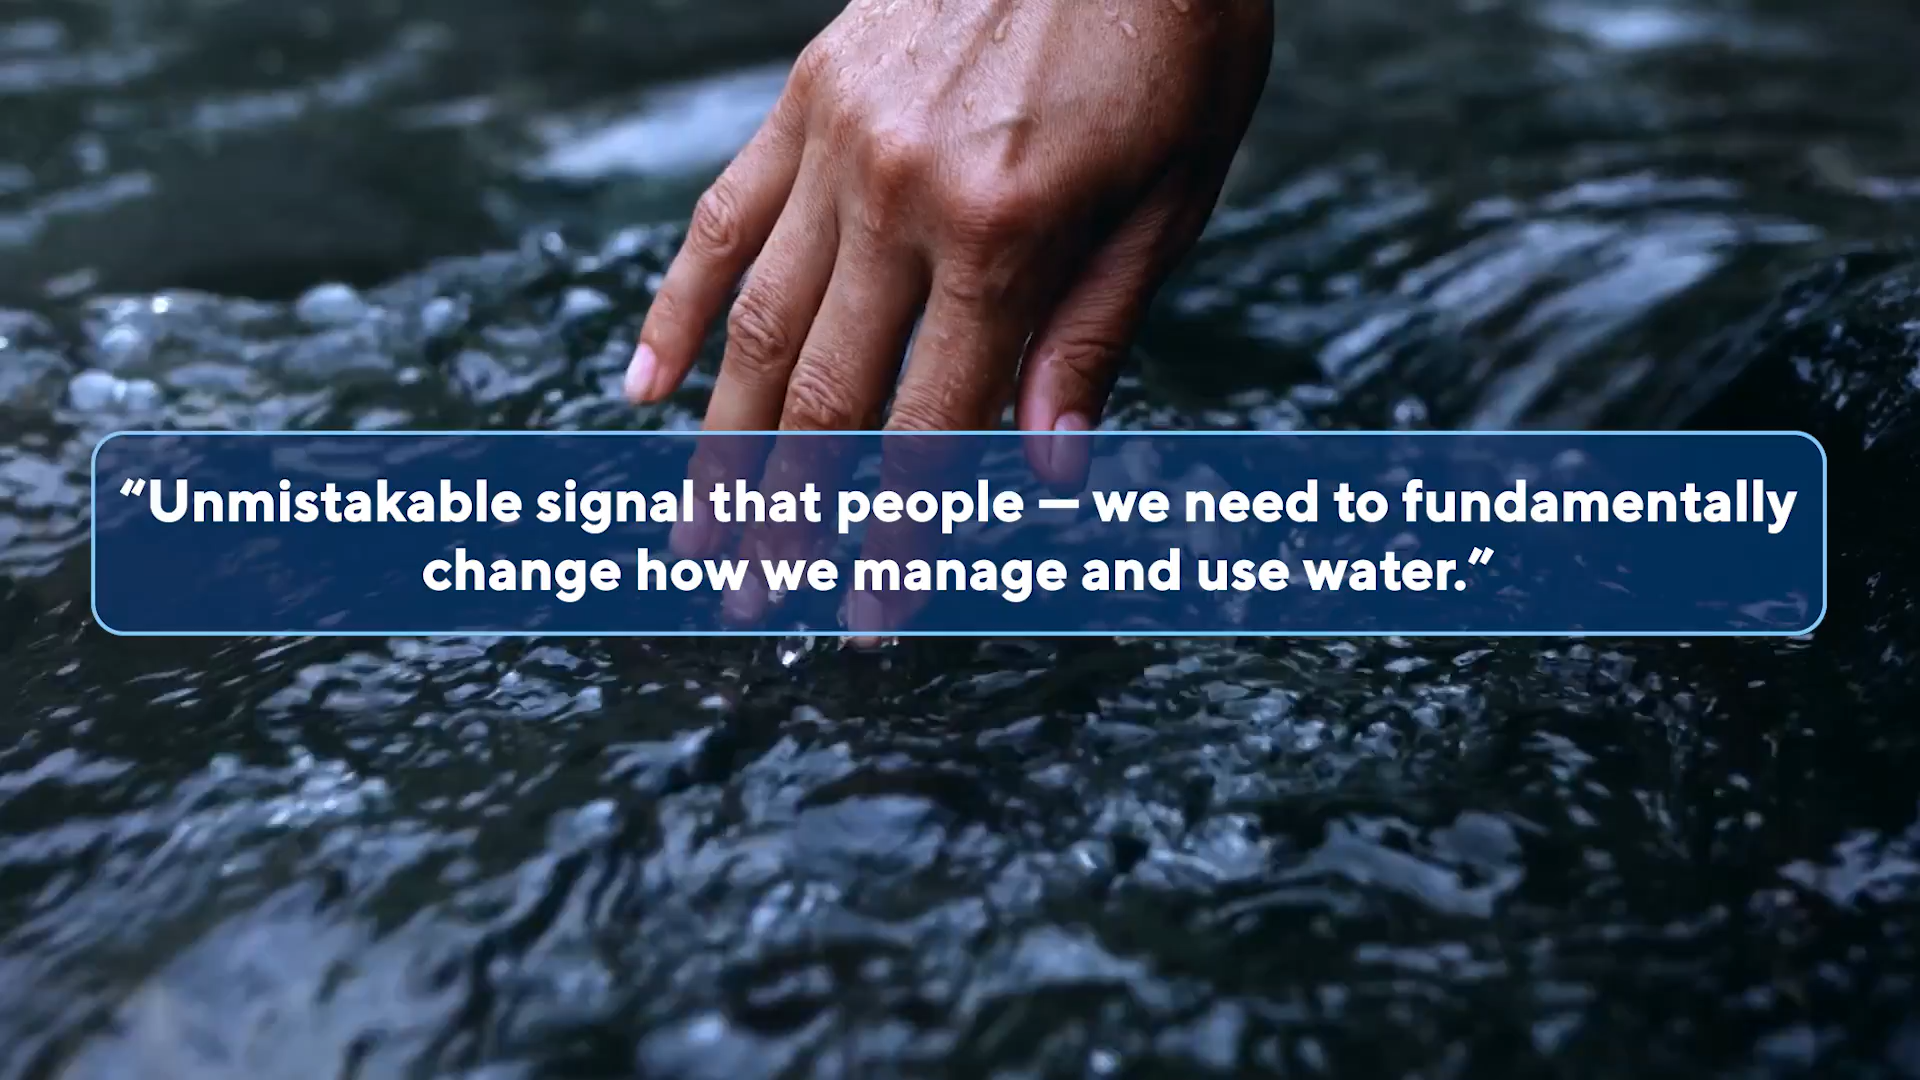 “Unmistakable signal that people — we need to fundamentally
change how we manage and use water.”